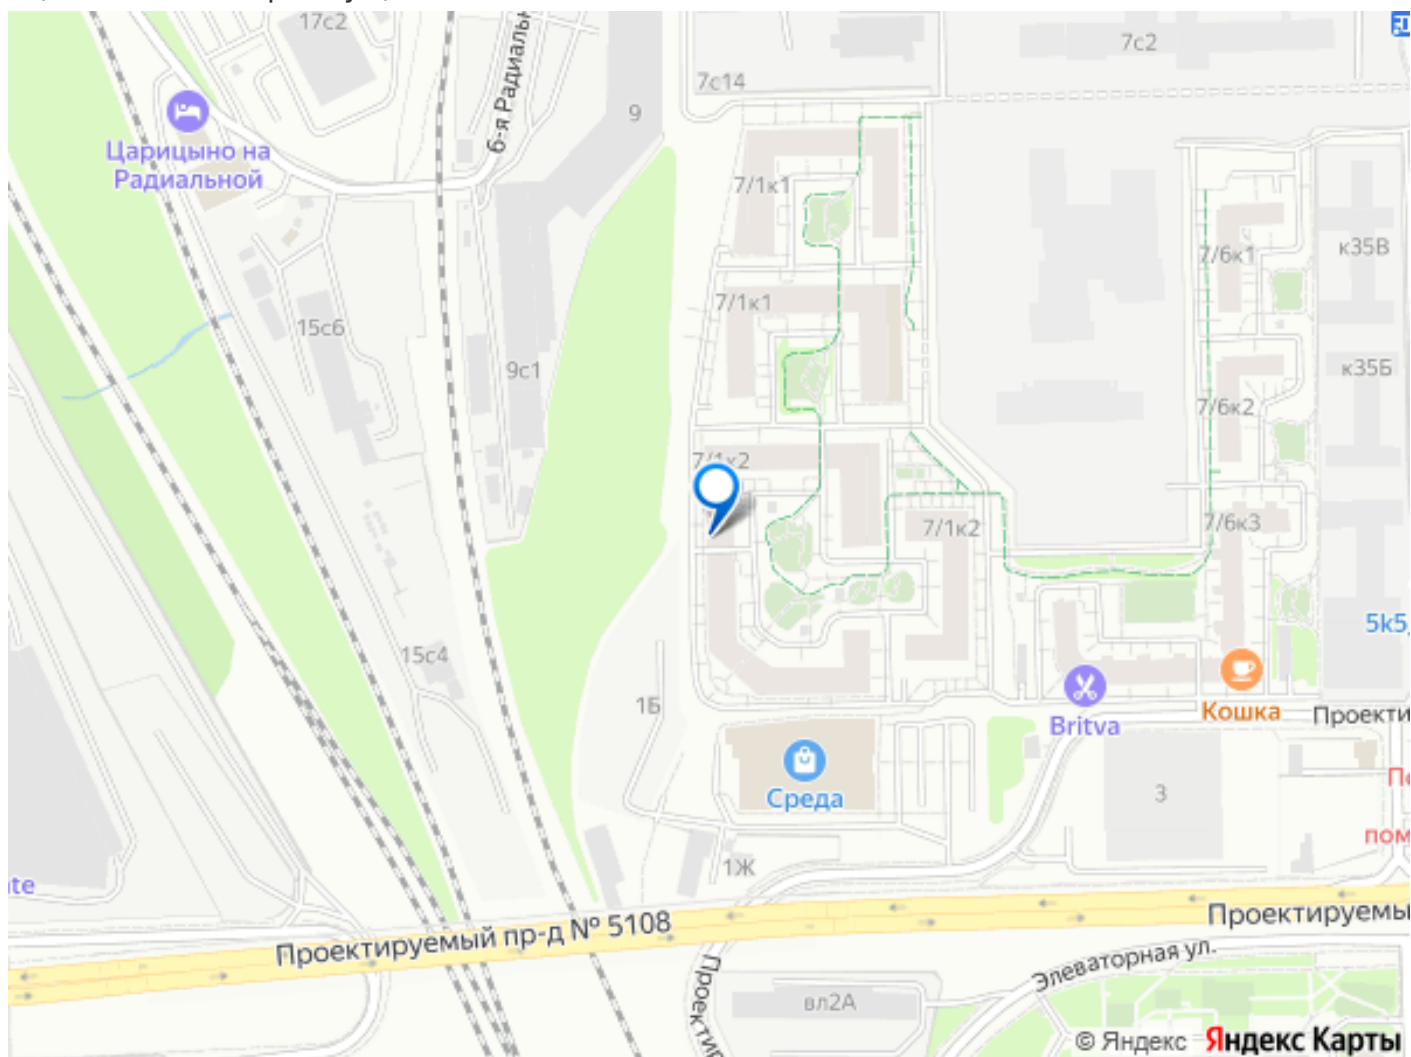 17с2
7с2
7с14
6-я Радиальн
9
Царицыно на
Радиальной
7/1к1
7/6к1
к35В
7/1к1
15с6
9с1
к35Б
7/6к2
7/1к2
7/1к2
7/6к3
5k5
15с4
1Б
Britva
Кошка
Проекти
Среда
3
По
пом
1Ж
te
Проектируемый пр-д № 5108
Проектируемы
Элеваторная ул.
Проекти
вл2А
© Яндекс Яндекс Карты